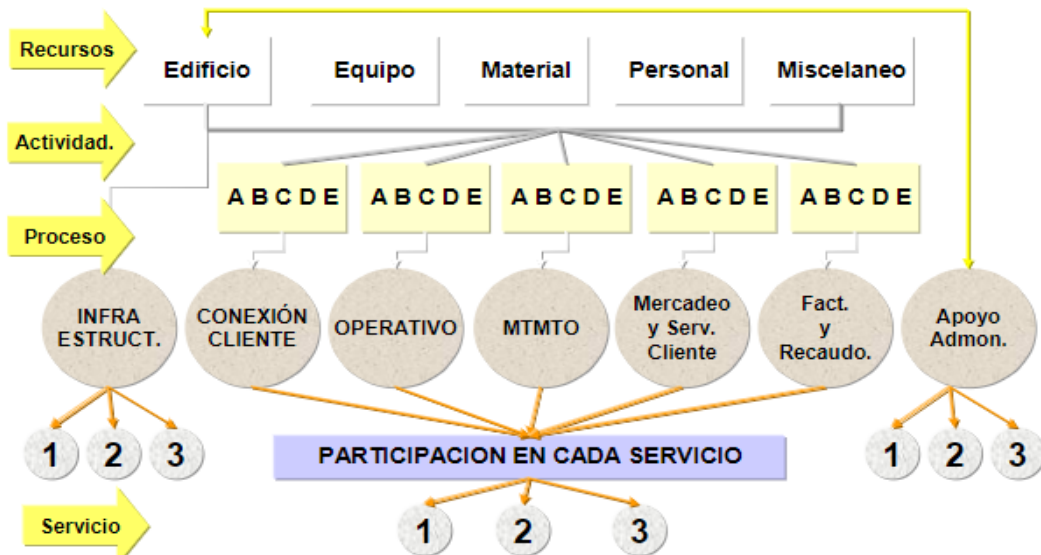 Recursos
Edificio
Equipo
Material
Personal
Miscelaneo
Actividad.
A B C D E
A B C D E
A B C D E
A B C D E
A B C D E
Proceso
INFRA
ESTRUCT.
CONEXIÓN
CLIENTE
OPERATIVO
MTMTO
Mercadeo
y Serv.
Cliente
Fact.
y
Recaudo.
Apoyo
Admon.
1
2
3
PARTICIPACION EN CADA SERVICIO
1
2
3
Servicio
1
2
3